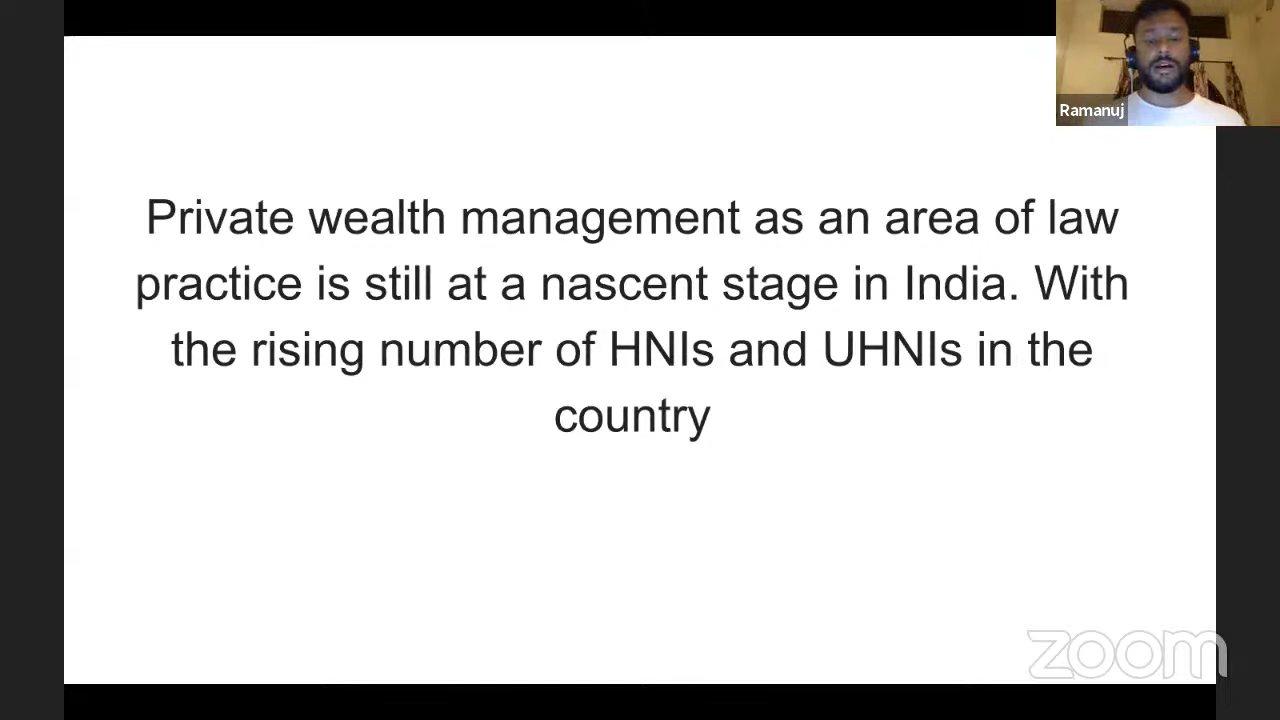 Ramanuj
Private wealth management as an area of law
practice is still at a nascent stage in India. With
the rising number of HNIs and UHNIs in the
country
zoom